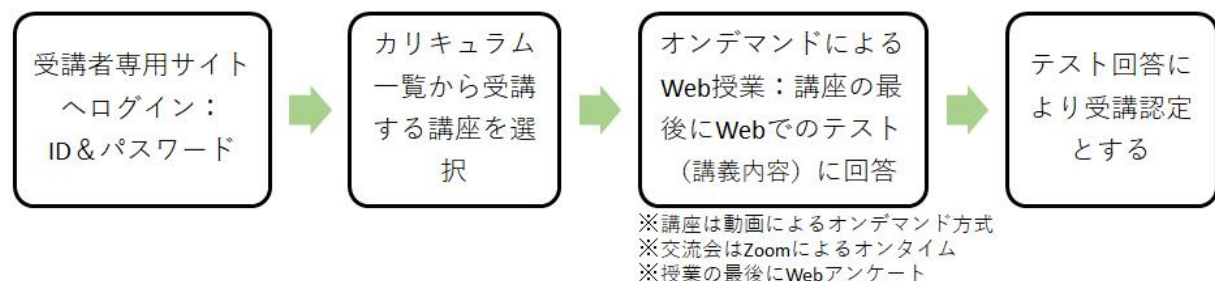 受講者専用サイト
へログイン：
ID＆パスワード
カリキュラム
一覧から受講
する講座を選
択
オンデマンドによる
Web授業：講座の最
後にWebでのテスト
（講義内容）に回答
テスト回答に
より受講認定
とする
※講座は動画によるオンデマンド方式
※交流会はZoomによるオンタイム
※授業の最後にWebアンケート